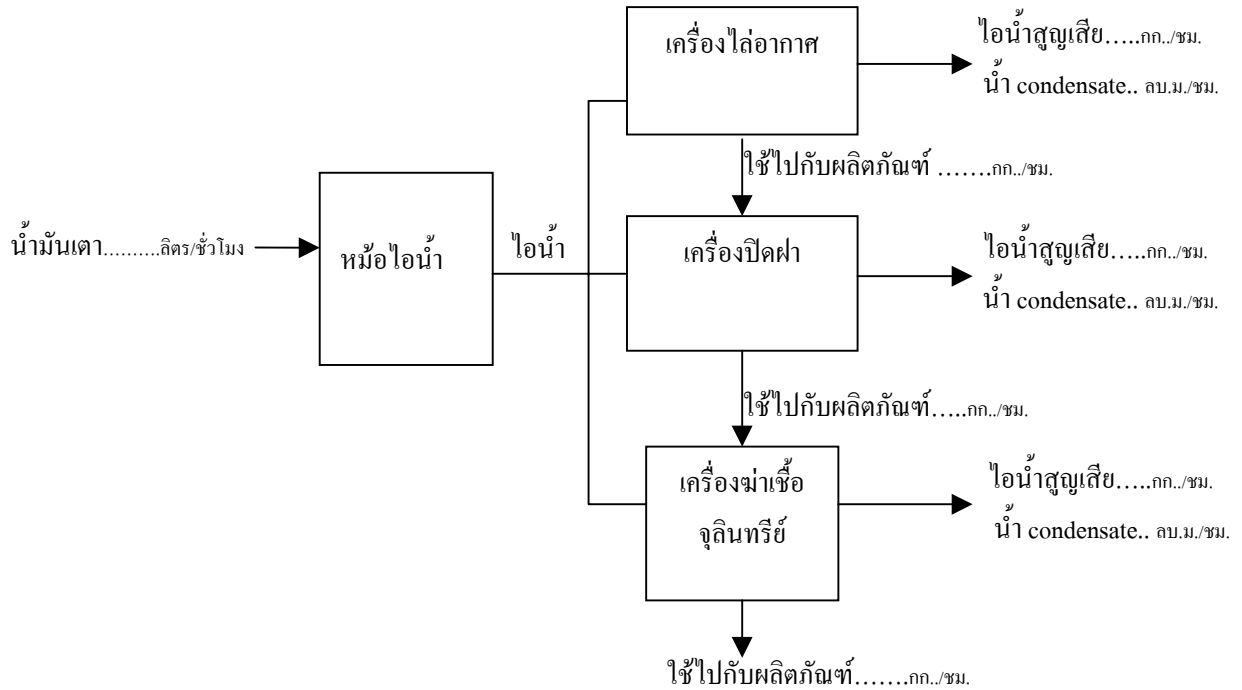 เครื่องไล่อากาศ
ไอน้ำสูญเสีย…..กก../ชม.
น้ำ condensate.. ลบ.ม./ชม.
ใช้ไปกับผลิตภัณฑ์ …….กก../ชม.
น้ำมันเตา..........ลิตร/ชั่วโมง
หม้อไอน้ำ
ไอน้ำ
เครื่องปิดฝา
ไอน้ำสูญเสีย…..กก../ชม.
น้ำ condensate.. ลบ.ม./ชม.
ใช้ไปกับผลิตภัณฑ์…..กก../ชม.
เครื่องฆ่าเชื้อ
จุลินทรีย์
ไอน้ำสูญเสีย…..กก../ชม.
น้ำ condensate.. ลบ.ม./ชม.
ใช้ไปกับผลิตภัณฑ์…….กก../ชม.